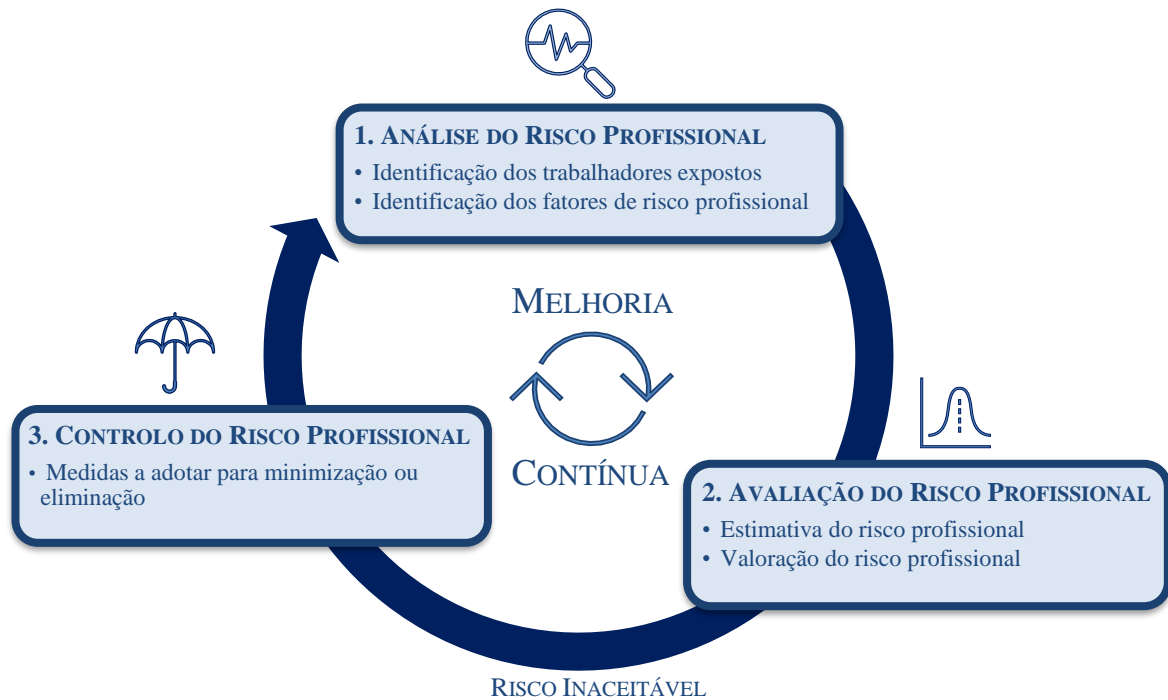 1. ANÁLISE DO RISCO PROFISSIONAL
• Identificação dos trabalhadores expostos
• Identificação dos fatores de risco profissional
MELHORIA
CONTÍNUA
2. AVALIAÇÃO DO RISCO PROFISSIONAL
• Estimativa do risco profissional
• Valoração do risco profissional
3. CONTROLO DO RISCO PROFISSIONAL
• Medidas a adotar para minimização ou
eliminação
RISCO INACEITÁVEL